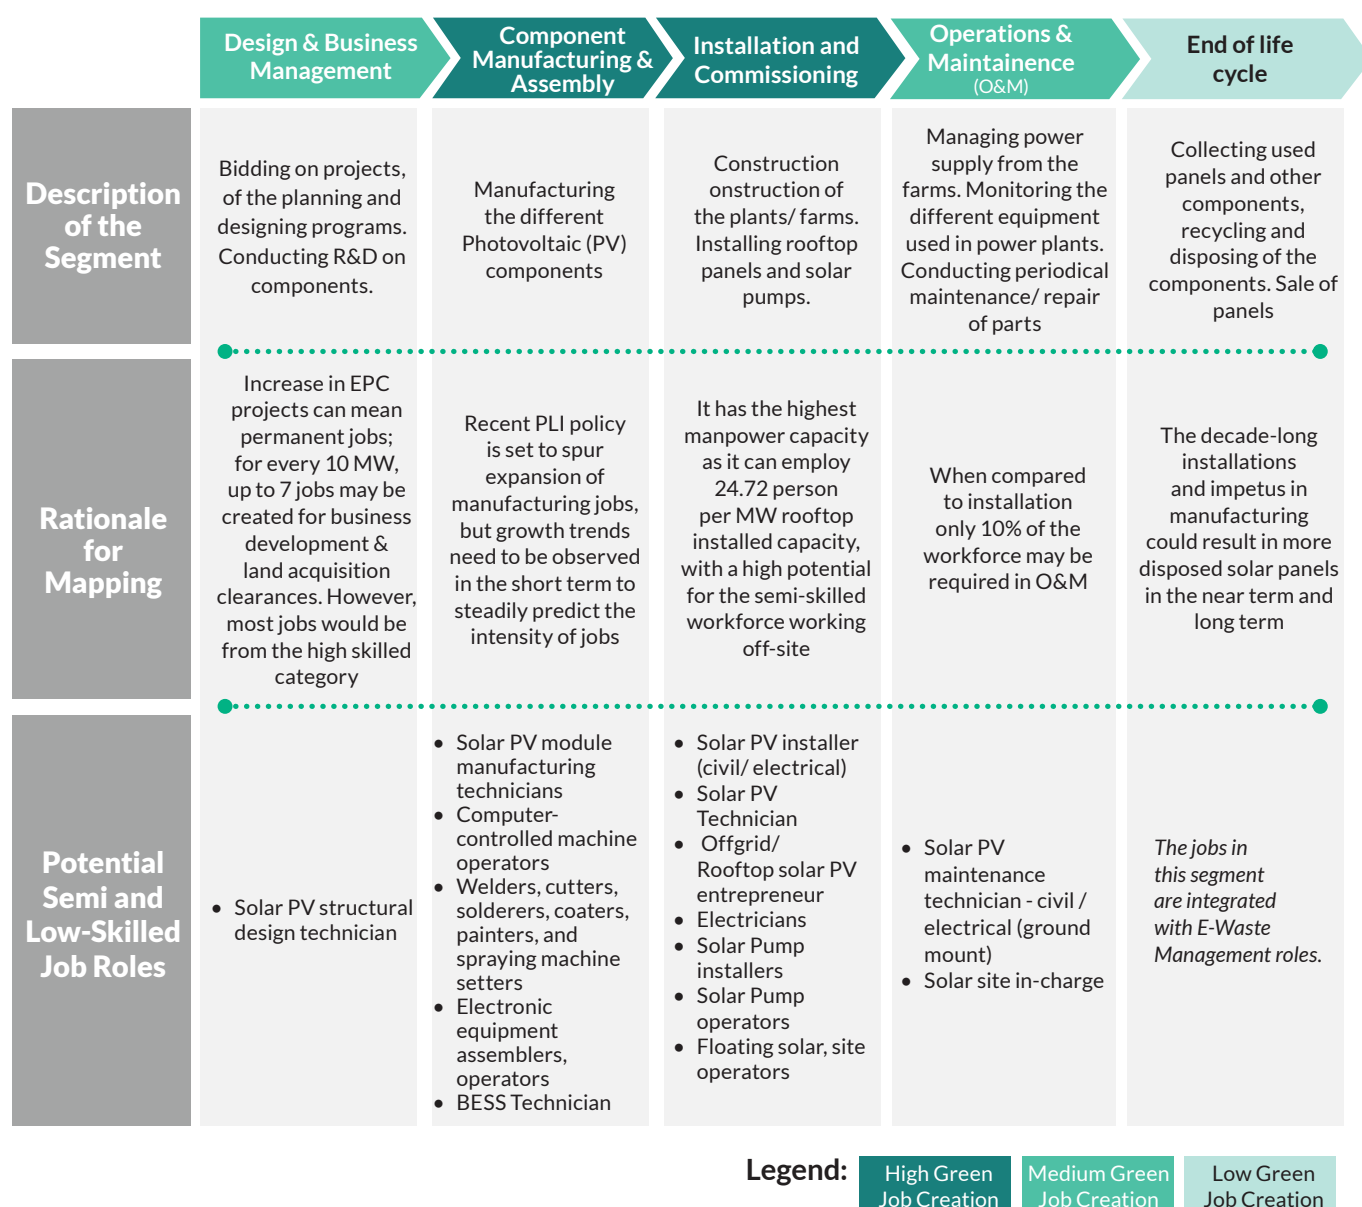 Design & Business
Management
Component
Manufacturing &
Assembly
Installation and
Commissioning
Operations &
Maintainence
(O&M)
End of life
cycle
Description
of the
Segment
Bidding on projects,
of the planning and
designing programs.
Conducting R&D on
components.
Manufacturing
the different
Photovoltaic (PV)
components
Construction
onstruction of
the plants/ farms.
Installing rooftop
panels and solar
pumps.
Managing power
supply from the
farms. Monitoring the
different equipment
used in power plants.
Conducting periodical
maintenance/ repair
of parts
Collecting used
panels and other
components,
recycling and
disposing of the
components. Sale of
panels
Rationale
for
Mapping
Increase in EPC
projects can mean
permanent jobs;
for every 10 MW,
up to 7 jobs may be
created for business
development &
land acquisition
clearances. However,
most jobs would be
from the high skilled
category
Recent PLI policy
is set to spur
expansion of
manufacturing jobs,
but growth trends
need to be observed
in the short term to
steadily predict the
intensity of jobs
It has the highest
manpower capacity
as it can employ
24.72 person
per MW rooftop
installed capacity,
with a high potential
for the semi-skilled
workforce working
off-site
When compared
to installation
only 10% of the
workforce may be
required in O&M
The decade-long
installations
and impetus in
manufacturing
could result in more
disposed solar panels
in the near term and
long term
Potential
Semi and
Low-Skilled
Job Roles
• Solar PV structural
design technician
• Solar PV module
manufacturing
technicians
• Computer-
controlled machine
operators
• Welders, cutters,
solderers, coaters,
painters, and
spraying machine
setters
• Electronic
equipment
assemblers,
operators
• BESS Technician
• Solar PV installer
(civil/ electrical)
• Solar PV
Technician
• Offgrid/
Rooftop solar PV
entrepreneur
• Electricians
• Solar Pump
installers
• Solar Pump
operators
• Floating solar, site
operators
• Solar PV
maintenance
technician - civil /
electrical (ground
mount)
• Solar site in-charge
The jobs in
this segment
are integrated
with E-Waste
Management roles.
Legend:
High Green
Job Creation
Medium Green
Job Creation
Low Green
Job Creation